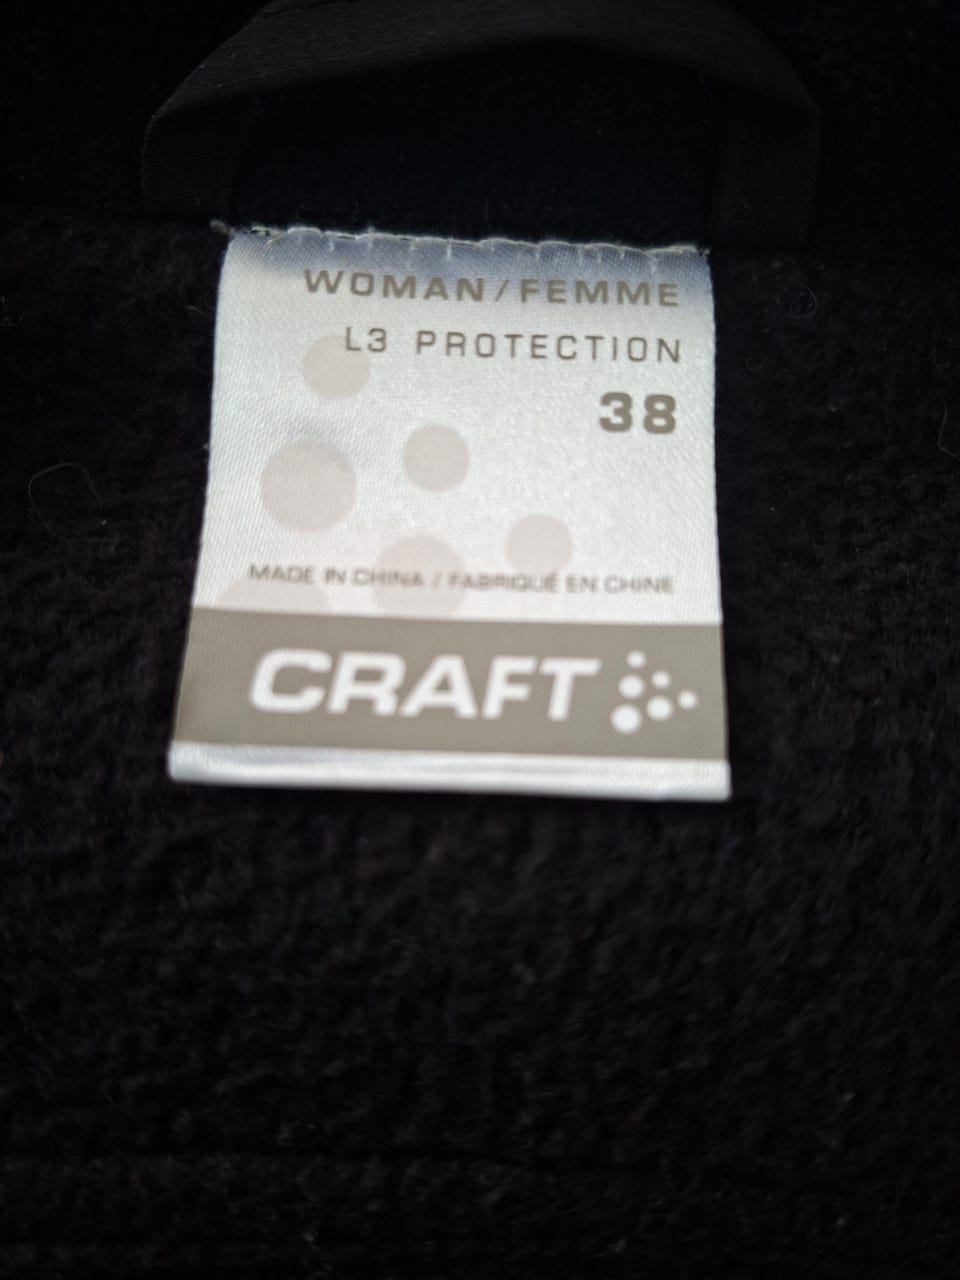 WOMAN/FEMME
L3 PROTECTION
38
MADE IN CHINA / FABRIQUÉ EN CHINE
CRAFT